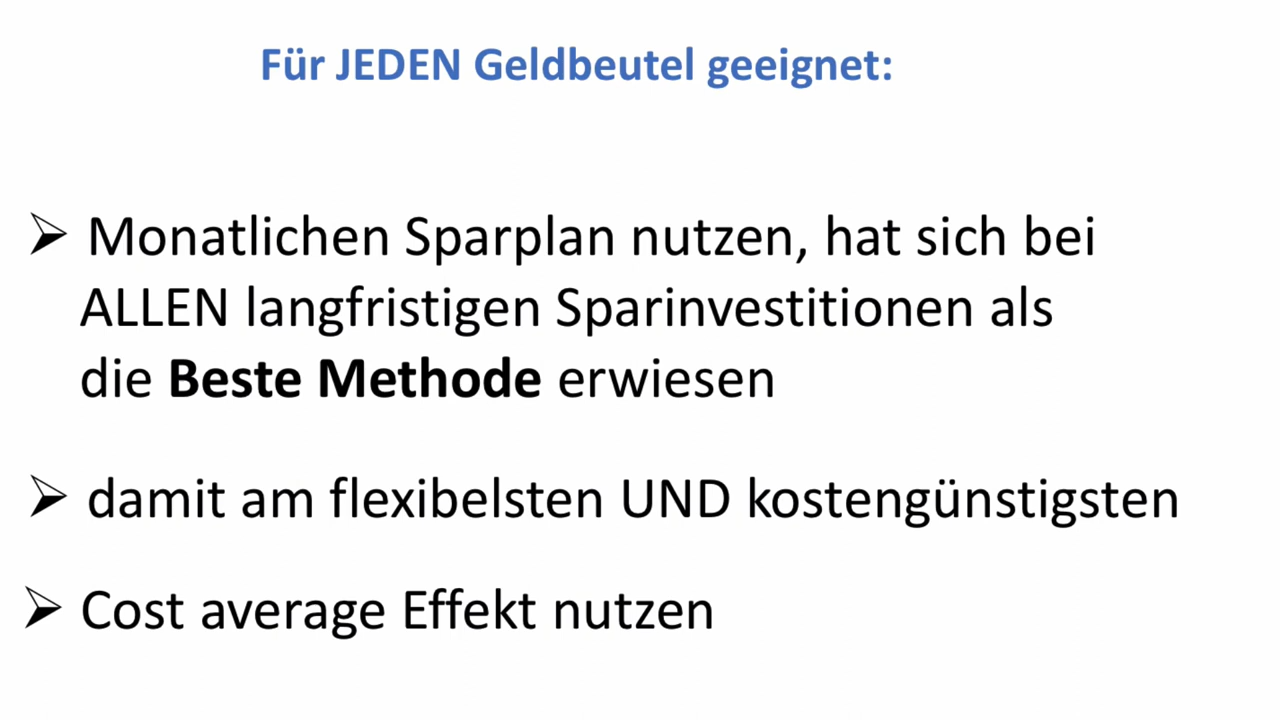 Für JEDEN Geldbeutel geeignet:
➢ Monatlichen Sparplan nutzen, hat sich bei
ALLEN langfristigen Sparinvestitionen als
die Beste Methode erwiesen
➢ damit am flexibelsten UND kostengünstigsten
➢ Cost average Effekt nutzen